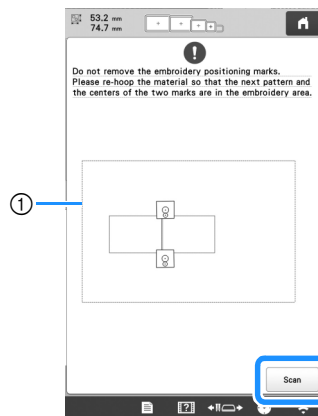 53.2 mm
74.7 mm
Do not remove the embroidery positioning marks.
Please re-hoop the material so that the next pattern and
the centers of the two marks are in the embroidery area.
①
Scan